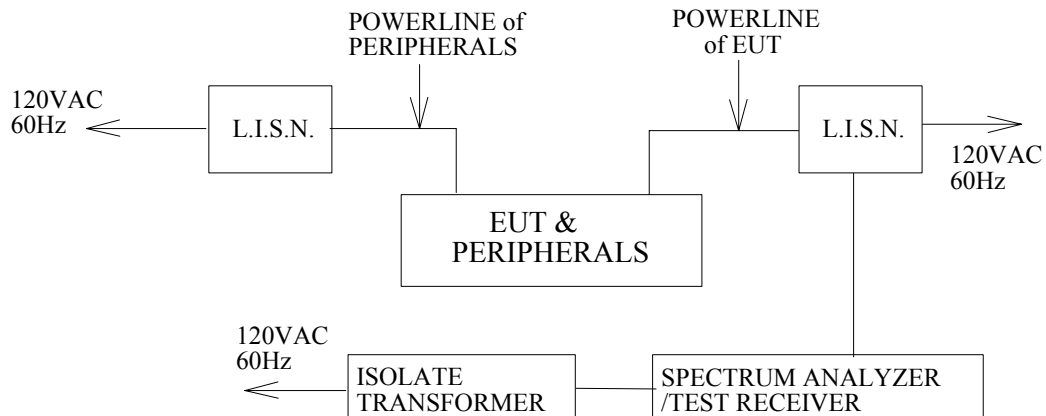 POWERLINE of
PERIPHERALS
POWERLINE
of EUT
120VAC
60Hz
L.I.S.N.
L.I.S.N.
120VAC
60Hz
EUT &
PERIPHERALS
120VAC
60Hz
ISOLATE
TRANSFORMER
SPECTRUM ANALYZER
/TEST RECEIVER